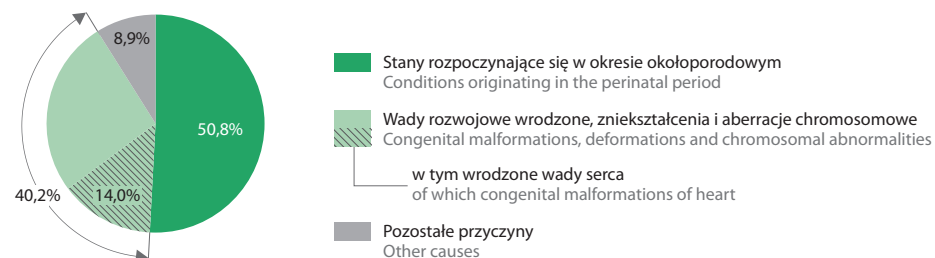 8,9%
50,8%
40,2%
14,0%
Stany rozpoczynające się w okresie okołoporodowym
Conditions originating in the perinatal period
Wady rozwojowe wrodzone, zniekształcenia i aberracje chromosomowe
Congenital malformations, deformations and chromosomal abnormalities
w tym wrodzone wady serca
of which congenital malformations of heart
Pozostałe przyczyny
Other causes